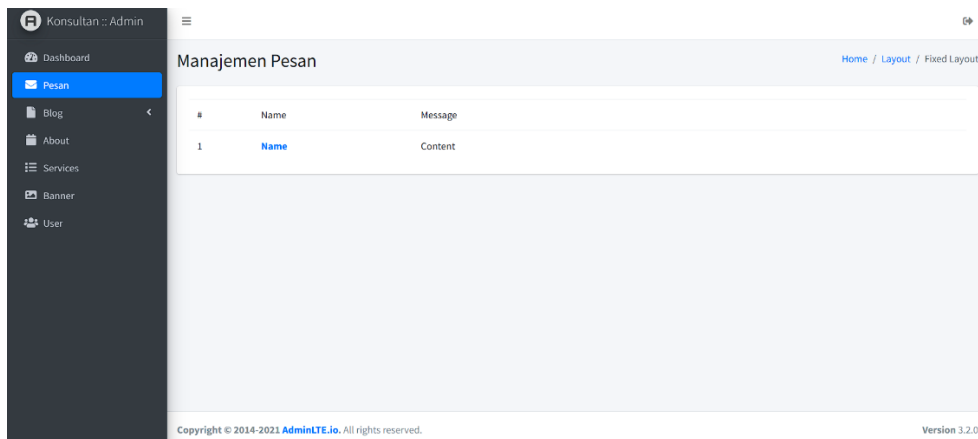 Konsultan :: Admin
Dashboard
Manajemen Pesan
Home / Layout / Fixed Layout
Pesan
Blog
About
Services
Banner
User
# Name Message
1 Name Content
Copyright © 2014-2021 AdminLTE.io. All rights reserved.
Version 3.2.0